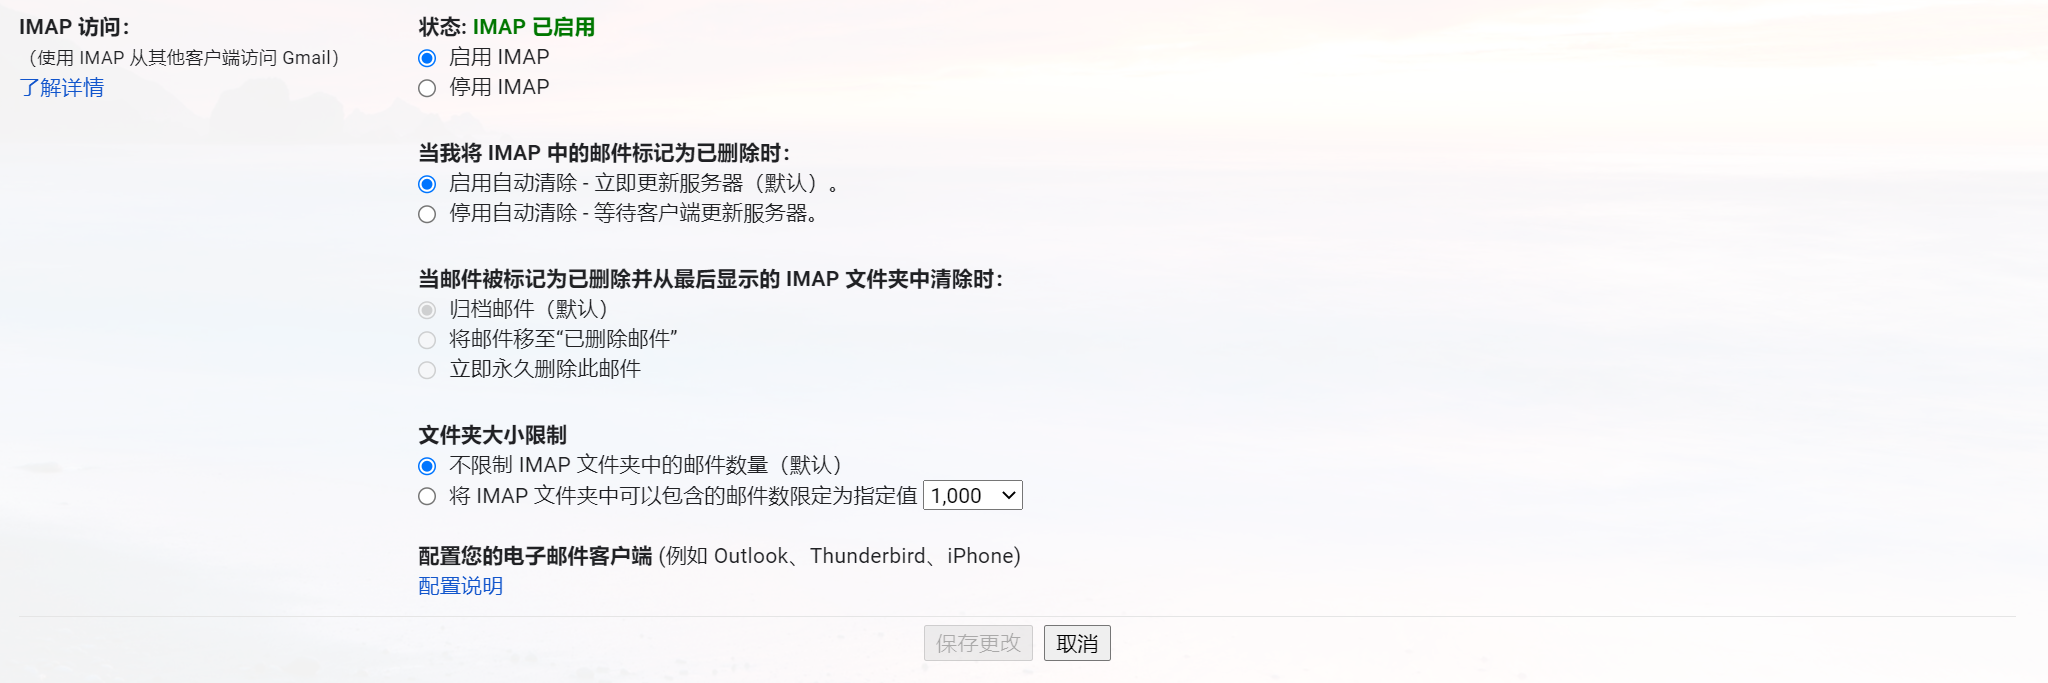 IMAP 访问：
（使用 IMAP 从其他客户端访问 Gmail）
了解详情
状态: IMAP 已启用
启用 IMAP
停用 IMAP
当我将 IMAP 中的邮件标记为已删除时：
启用自动清除 - 立即更新服务器（默认）。
停用自动清除 - 等待客户端更新服务器。
当邮件被标记为已删除并从最后显示的 IMAP 文件夹中清除时：
归档邮件（默认）
将邮件移至“已删除邮件”
立即永久删除此邮件
文件夹大小限制
不限制 IMAP 文件夹中的邮件数量（默认）
将 IMAP 文件夹中可以包含的邮件数限定为指定值 1,000
配置您的电子邮件客户端 (例如 Outlook、Thunderbird、iPhone)
配置说明
保存更改 取消